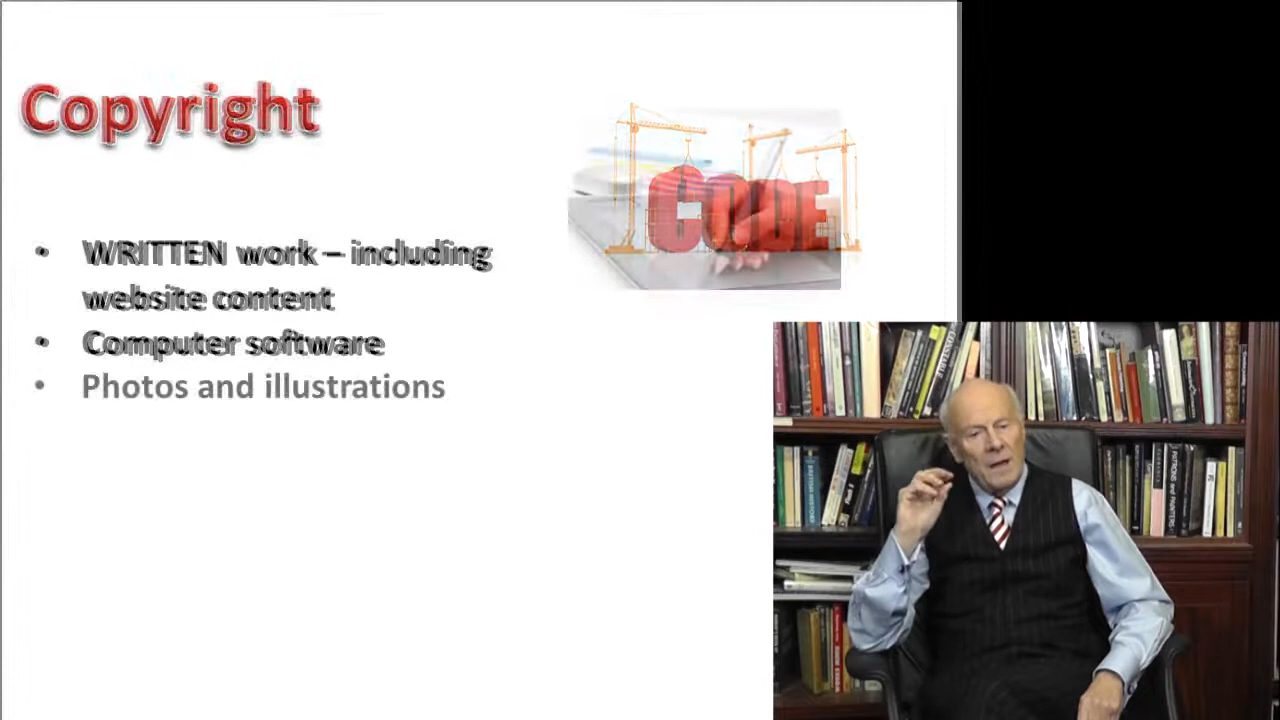 Copyright
CODE
• WRITTEN work – including
website content
• Computer software
• Photos and illustrations